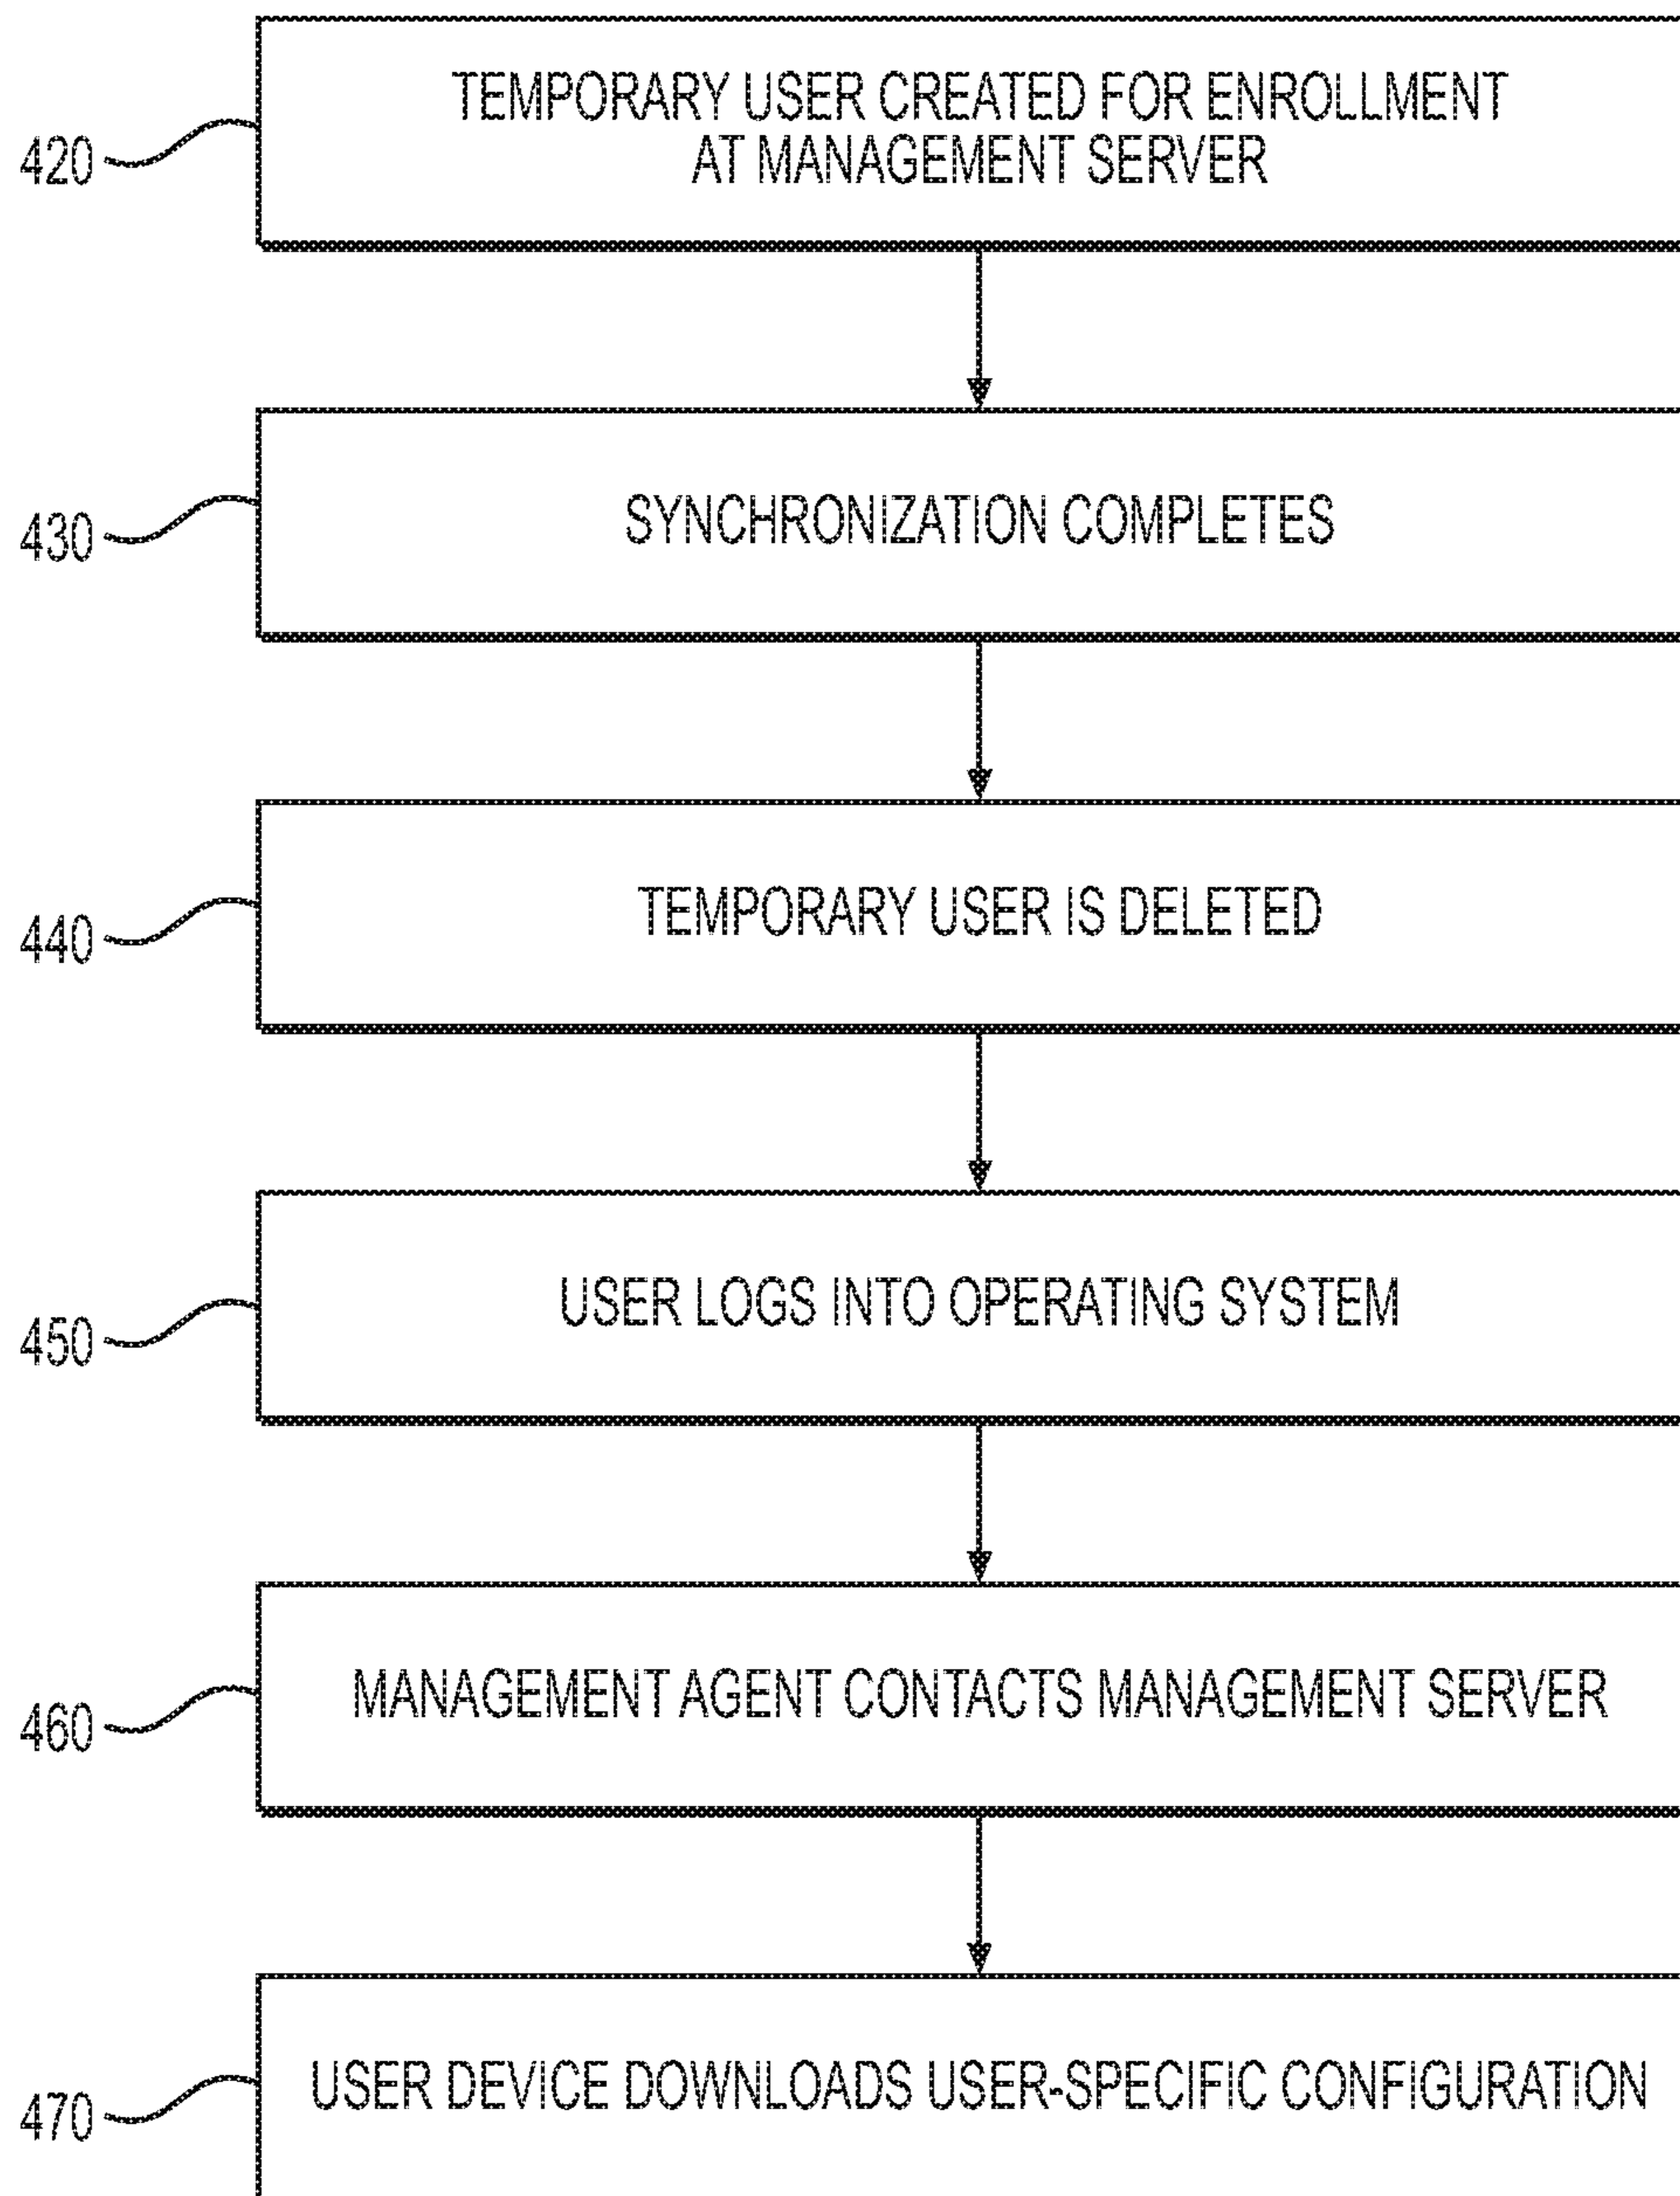 420
TEMPORARY USER CREATED FOR ENROLLMENT
AT MANAGEMENT SERVER
430
SYNCHRONIZATION COMPLETES
440
TEMPORARY USER IS DELETED
450
USER LOGS INTO OPERATING SYSTEM
460
MANAGEMENT AGENT CONTACTS MANAGEMENT SERVER
470
USER DEVICE DOWNLOADS USER-SPECIFIC CONFIGURATION